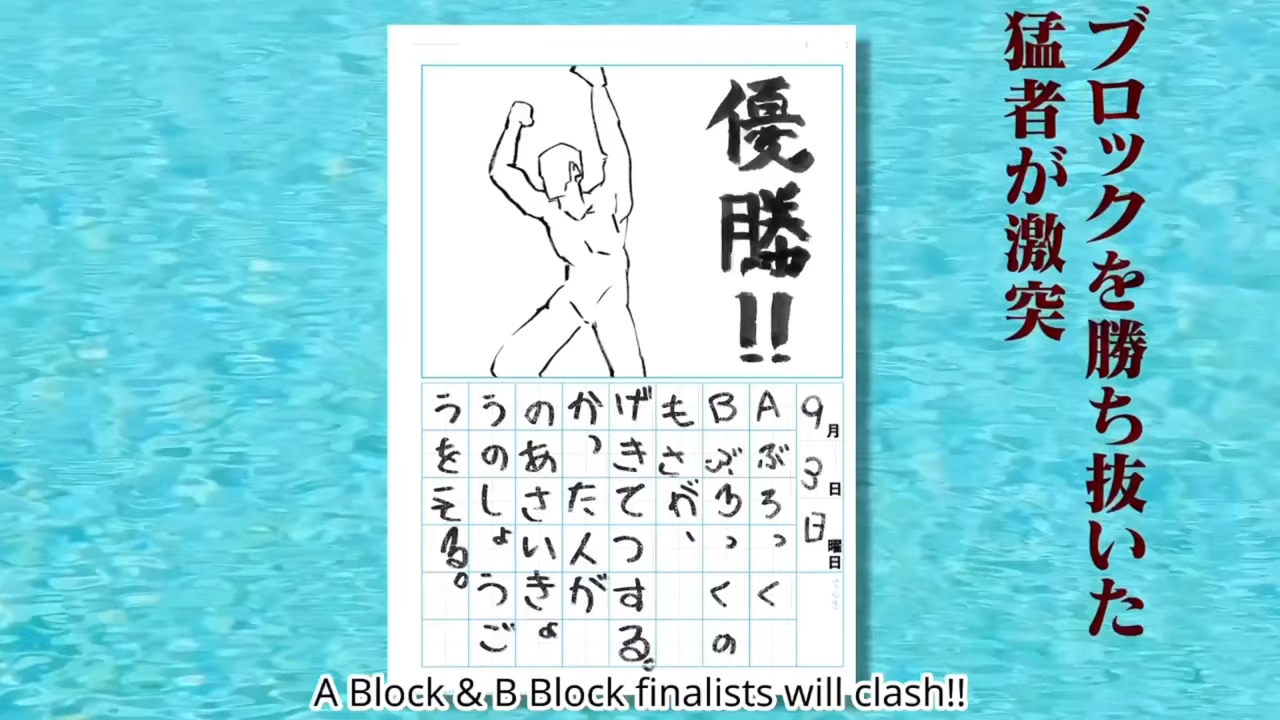 ブロックを勝ち抜いた
猛者が激突
優勝!!
9月3日日曜日
Aぶろっく
Bぶろっくの
もさが、
げきてつする。
かった人が
のあさいきょ
うのしょうご
うをえる。
A Block & B Block finalists will clash!!